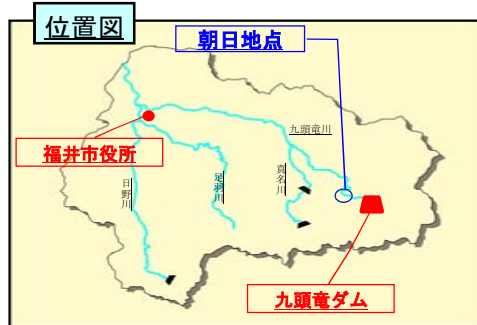 位置図
朝日地点
九頭竜川
福井市役所
日野川
足羽川
真名川
九頭竜ダム